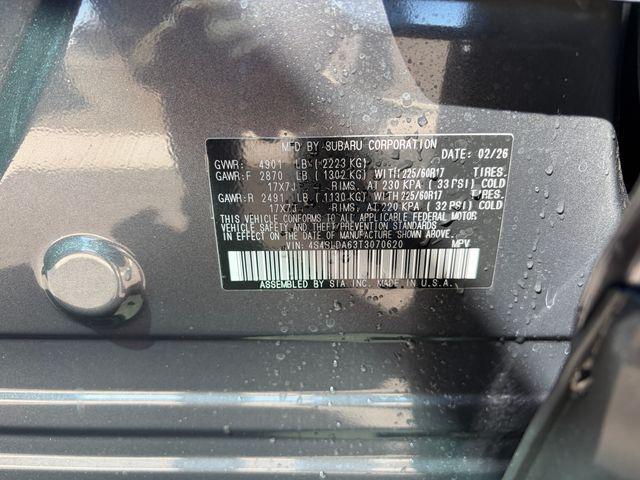 MFD BY SUBARU CORPORATION DATE: 02/26
GVWR: 4901 LB (2223 KG)
GAWR:F 2870 LB (1302 KG) WITH 225/60R17 TIRES,
17X7J RIMS, AT 230 KPA (33 PSI) COLD
GAWR:R 2491 LB (1130 KG) WITH 225/60R17 TIRES,
17X7J RIMS, AT 220 KPA (32 PSI) COLD
THIS VEHICLE CONFORMS TO ALL APPLICABLE FEDERAL MOTOR
VEHICLE SAFETY AND THEFT PREVENTION STANDARDS
IN EFFECT ON THE DATE OF MANUFACTURE SHOWN ABOVE.
VIN: 4S4SLDA63T3070620 MPV
ASSEMBLED BY SIA INC. MADE IN U.S.A.